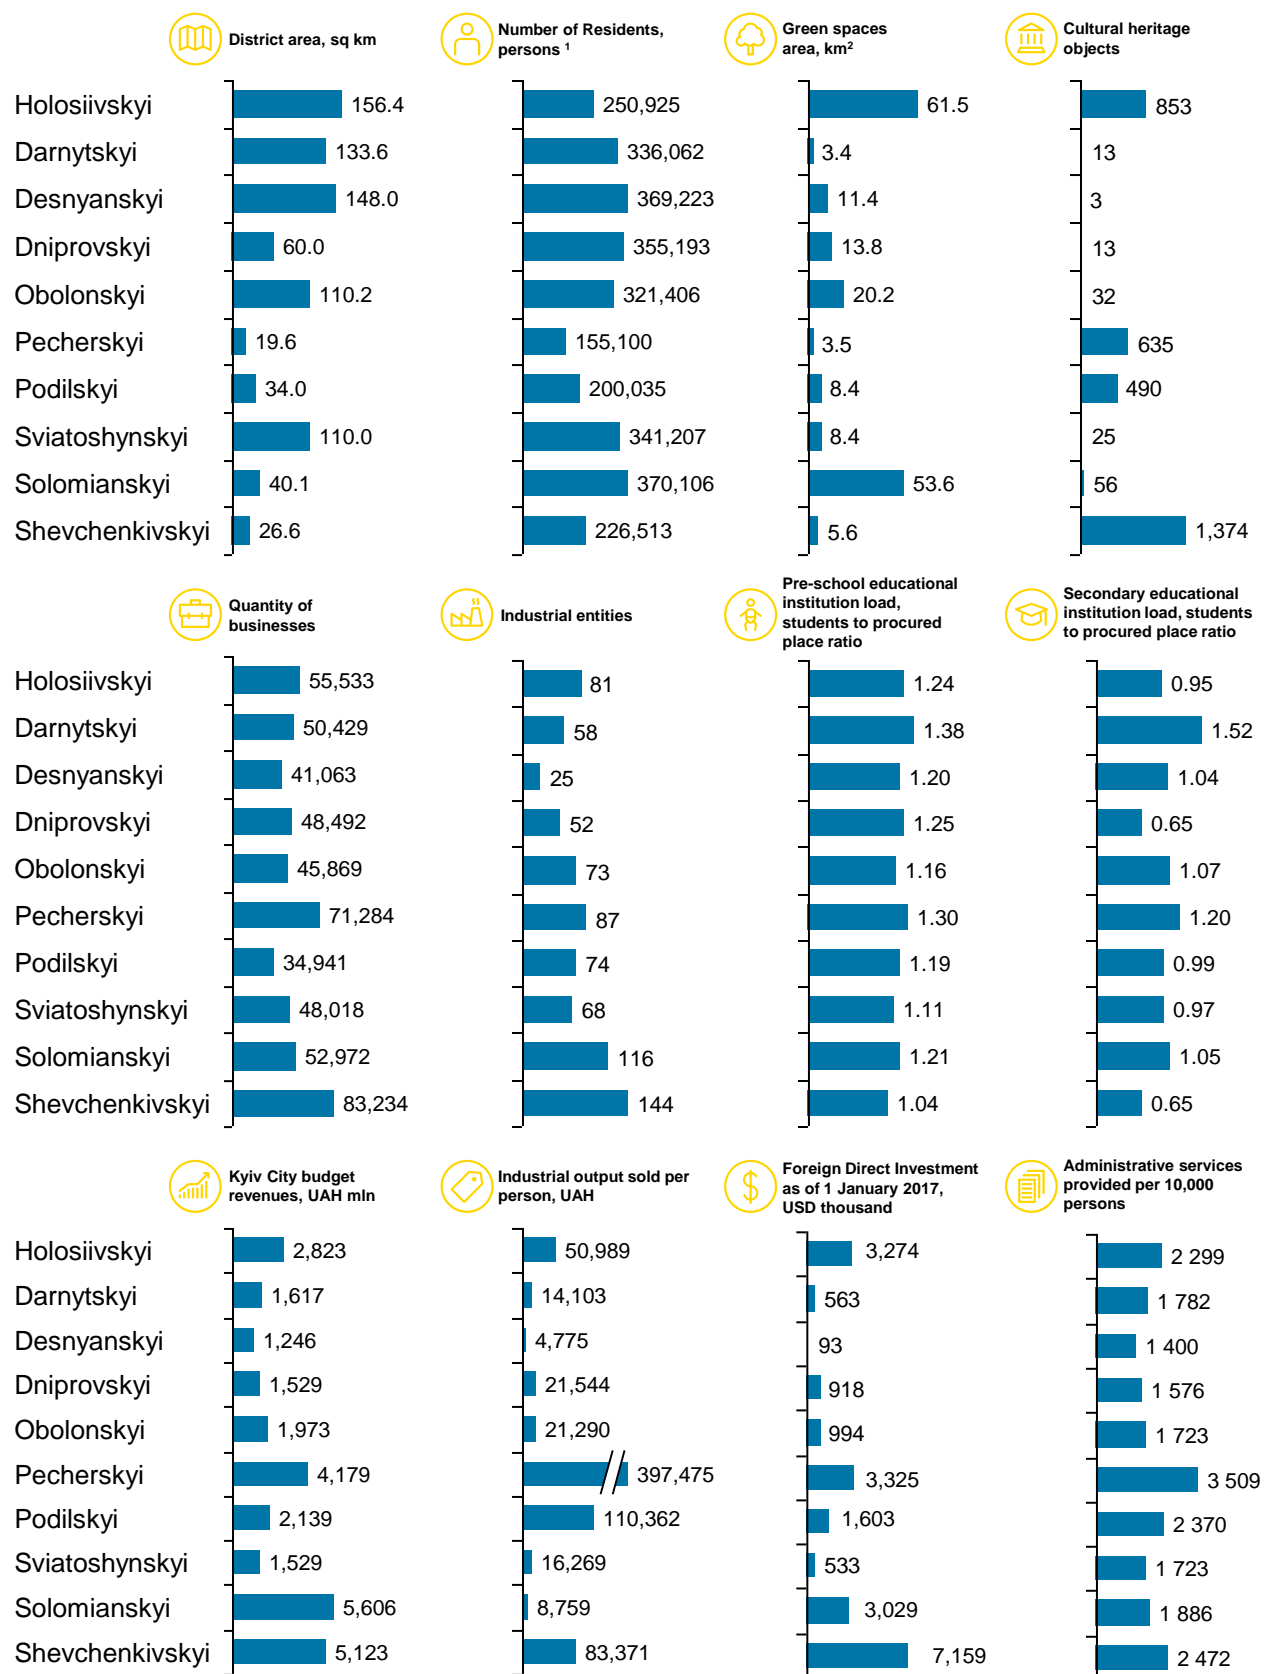 District area, sq km
Number of Residents,
persons ¹
Green spaces
area, km²
Cultural heritage
objects
Holosiivskyi 156.4 250,925 61.5 853
Darnytskyi 133.6 336,062 3.4 13
Desnyanskyi 148.0 369,223 11.4 3
Dniprovskyi 60.0 355,193 13.8 13
Obolonskyi 110.2 321,406 20.2 32
Pecherskyi 19.6 155,100 3.5 635
Podilskyi 34.0 200,035 8.4 490
Sviatoshynskyi 110.0 341,207 8.4 25
Solomianskyi 40.1 370,106 53.6 56
Shevchenkivskyi 26.6 226,513 5.6 1,374
Quantity of
businesses
Industrial entities
Pre-school educational
institution load,
students to procured
place ratio
Secondary educational
institution load, students
to procured place ratio
Holosiivskyi 55,533 81 1.24 0.95
Darnytskyi 50,429 58 1.38 1.52
Desnyanskyi 41,063 25 1.20 1.04
Dniprovskyi 48,492 52 1.25 0.65
Obolonskyi 45,869 73 1.16 1.07
Pecherskyi 71,284 87 1.30 1.20
Podilskyi 34,941 74 1.19 0.99
Sviatoshynskyi 48,018 68 1.11 0.97
Solomianskyi 52,972 116 1.21 1.05
Shevchenkivskyi 83,234 144 1.04 0.65
Kyiv City budget
revenues, UAH mln
Industrial output sold per
person, UAH
Foreign Direct Investment
as of 1 January 2017,
USD thousand
Administrative services
provided per 10,000
persons
Holosiivskyi 2,823 50,989 3,274 2 299
Darnytskyi 1,617 14,103 563 1 782
Desnyanskyi 1,246 4,775 93 1 400
Dniprovskyi 1,529 21,544 918 1 576
Obolonskyi 1,973 21,290 994 1 723
Pecherskyi 4,179 397,475 3,325 3 509
Podilskyi 2,139 110,362 1,603 2 370
Sviatoshynskyi 1,529 16,269 533 1 723
Solomianskyi 5,606 8,759 3,029 1 886
Shevchenkivskyi 5,123 83,371 7,159 2 472